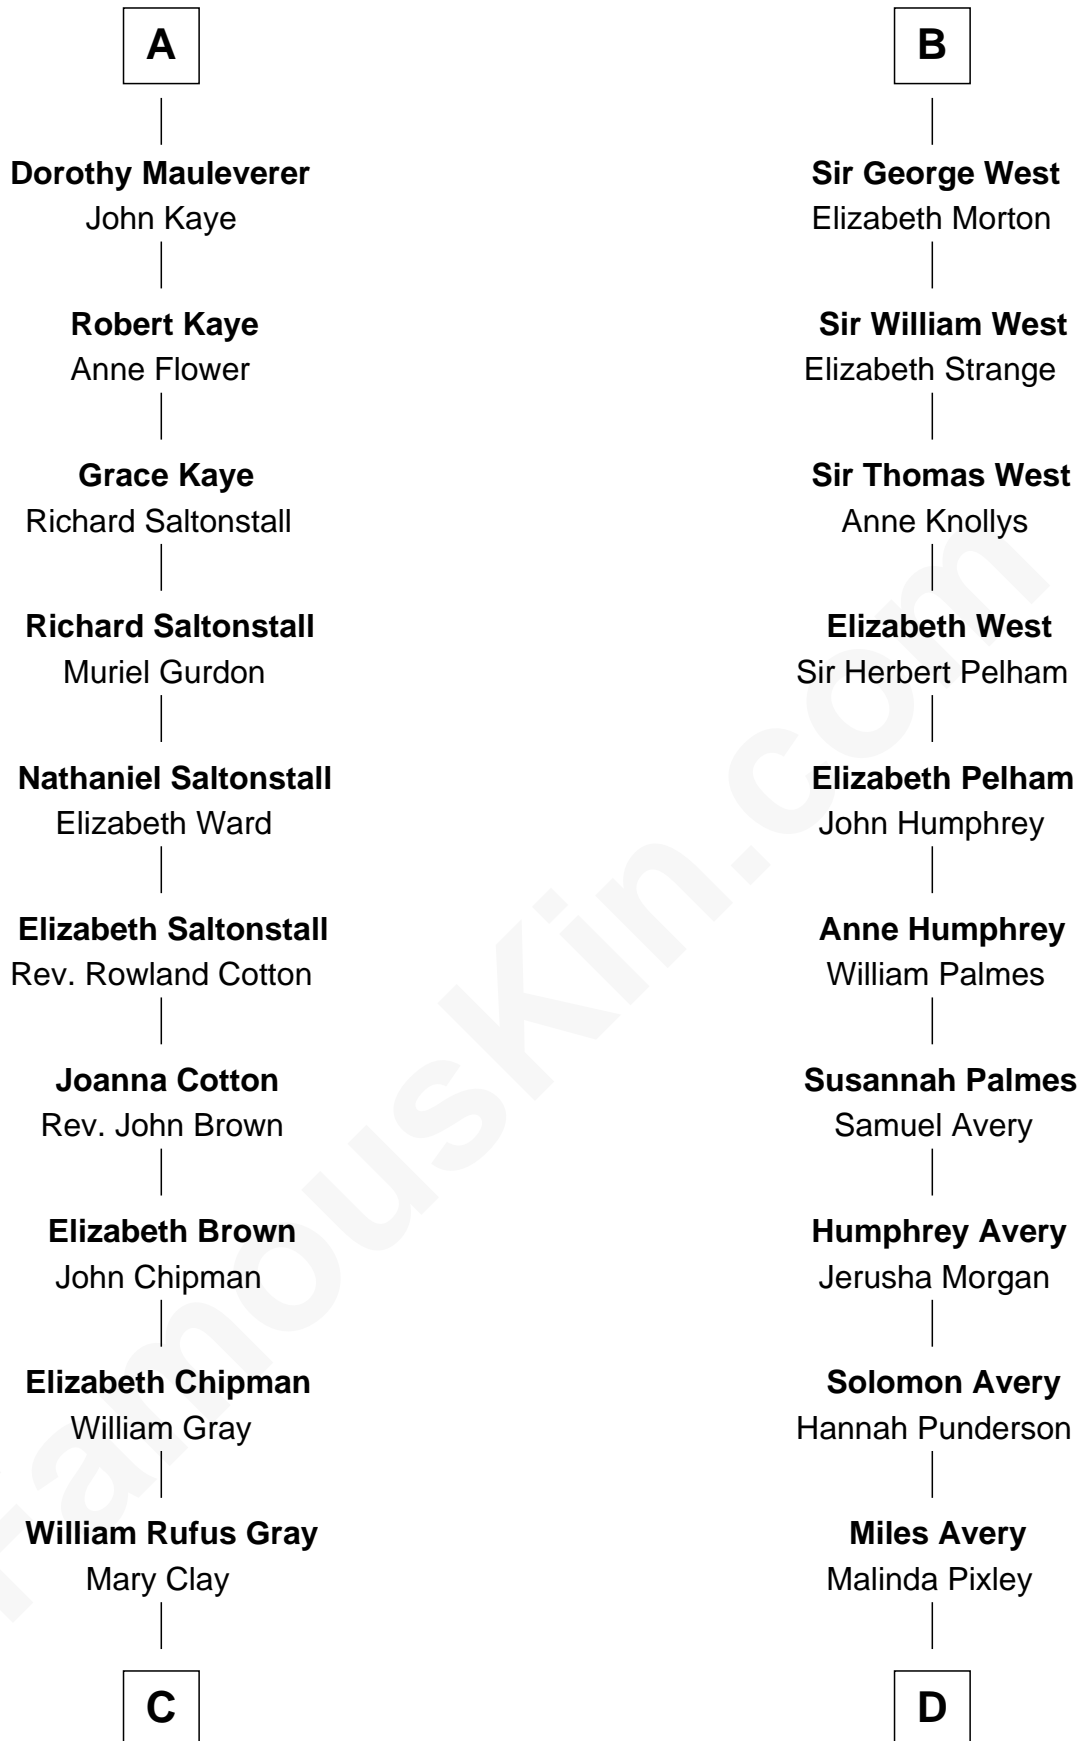 A
Dorothy Mauleverer
John Kaye
Robert Kaye
Anne Flower
Grace Kaye
Richard Saltonstall
Richard Saltonstall
Muriel Gurdon
Nathaniel Saltonstall
Elizabeth Ward
Elizabeth Saltonstall
Rev. Rowland Cotton
Joanna Cotton
Rev. John Brown
Elizabeth Brown
John Chipman
Elizabeth Chipman
William Gray
William Rufus Gray
Mary Clay
C
B
Sir George West
Elizabeth Morton
Sir William West
Elizabeth Strange
Sir Thomas West
Anne Knollys
Elizabeth West
Sir Herbert Pelham
Elizabeth Pelham
John Humphrey
Anne Humphrey
William Palmes
Susannah Palmes
Samuel Avery
Humphrey Avery
Jerusha Morgan
Solomon Avery
Hannah Punderson
Miles Avery
Malinda Pixley
D
FamousKin.com